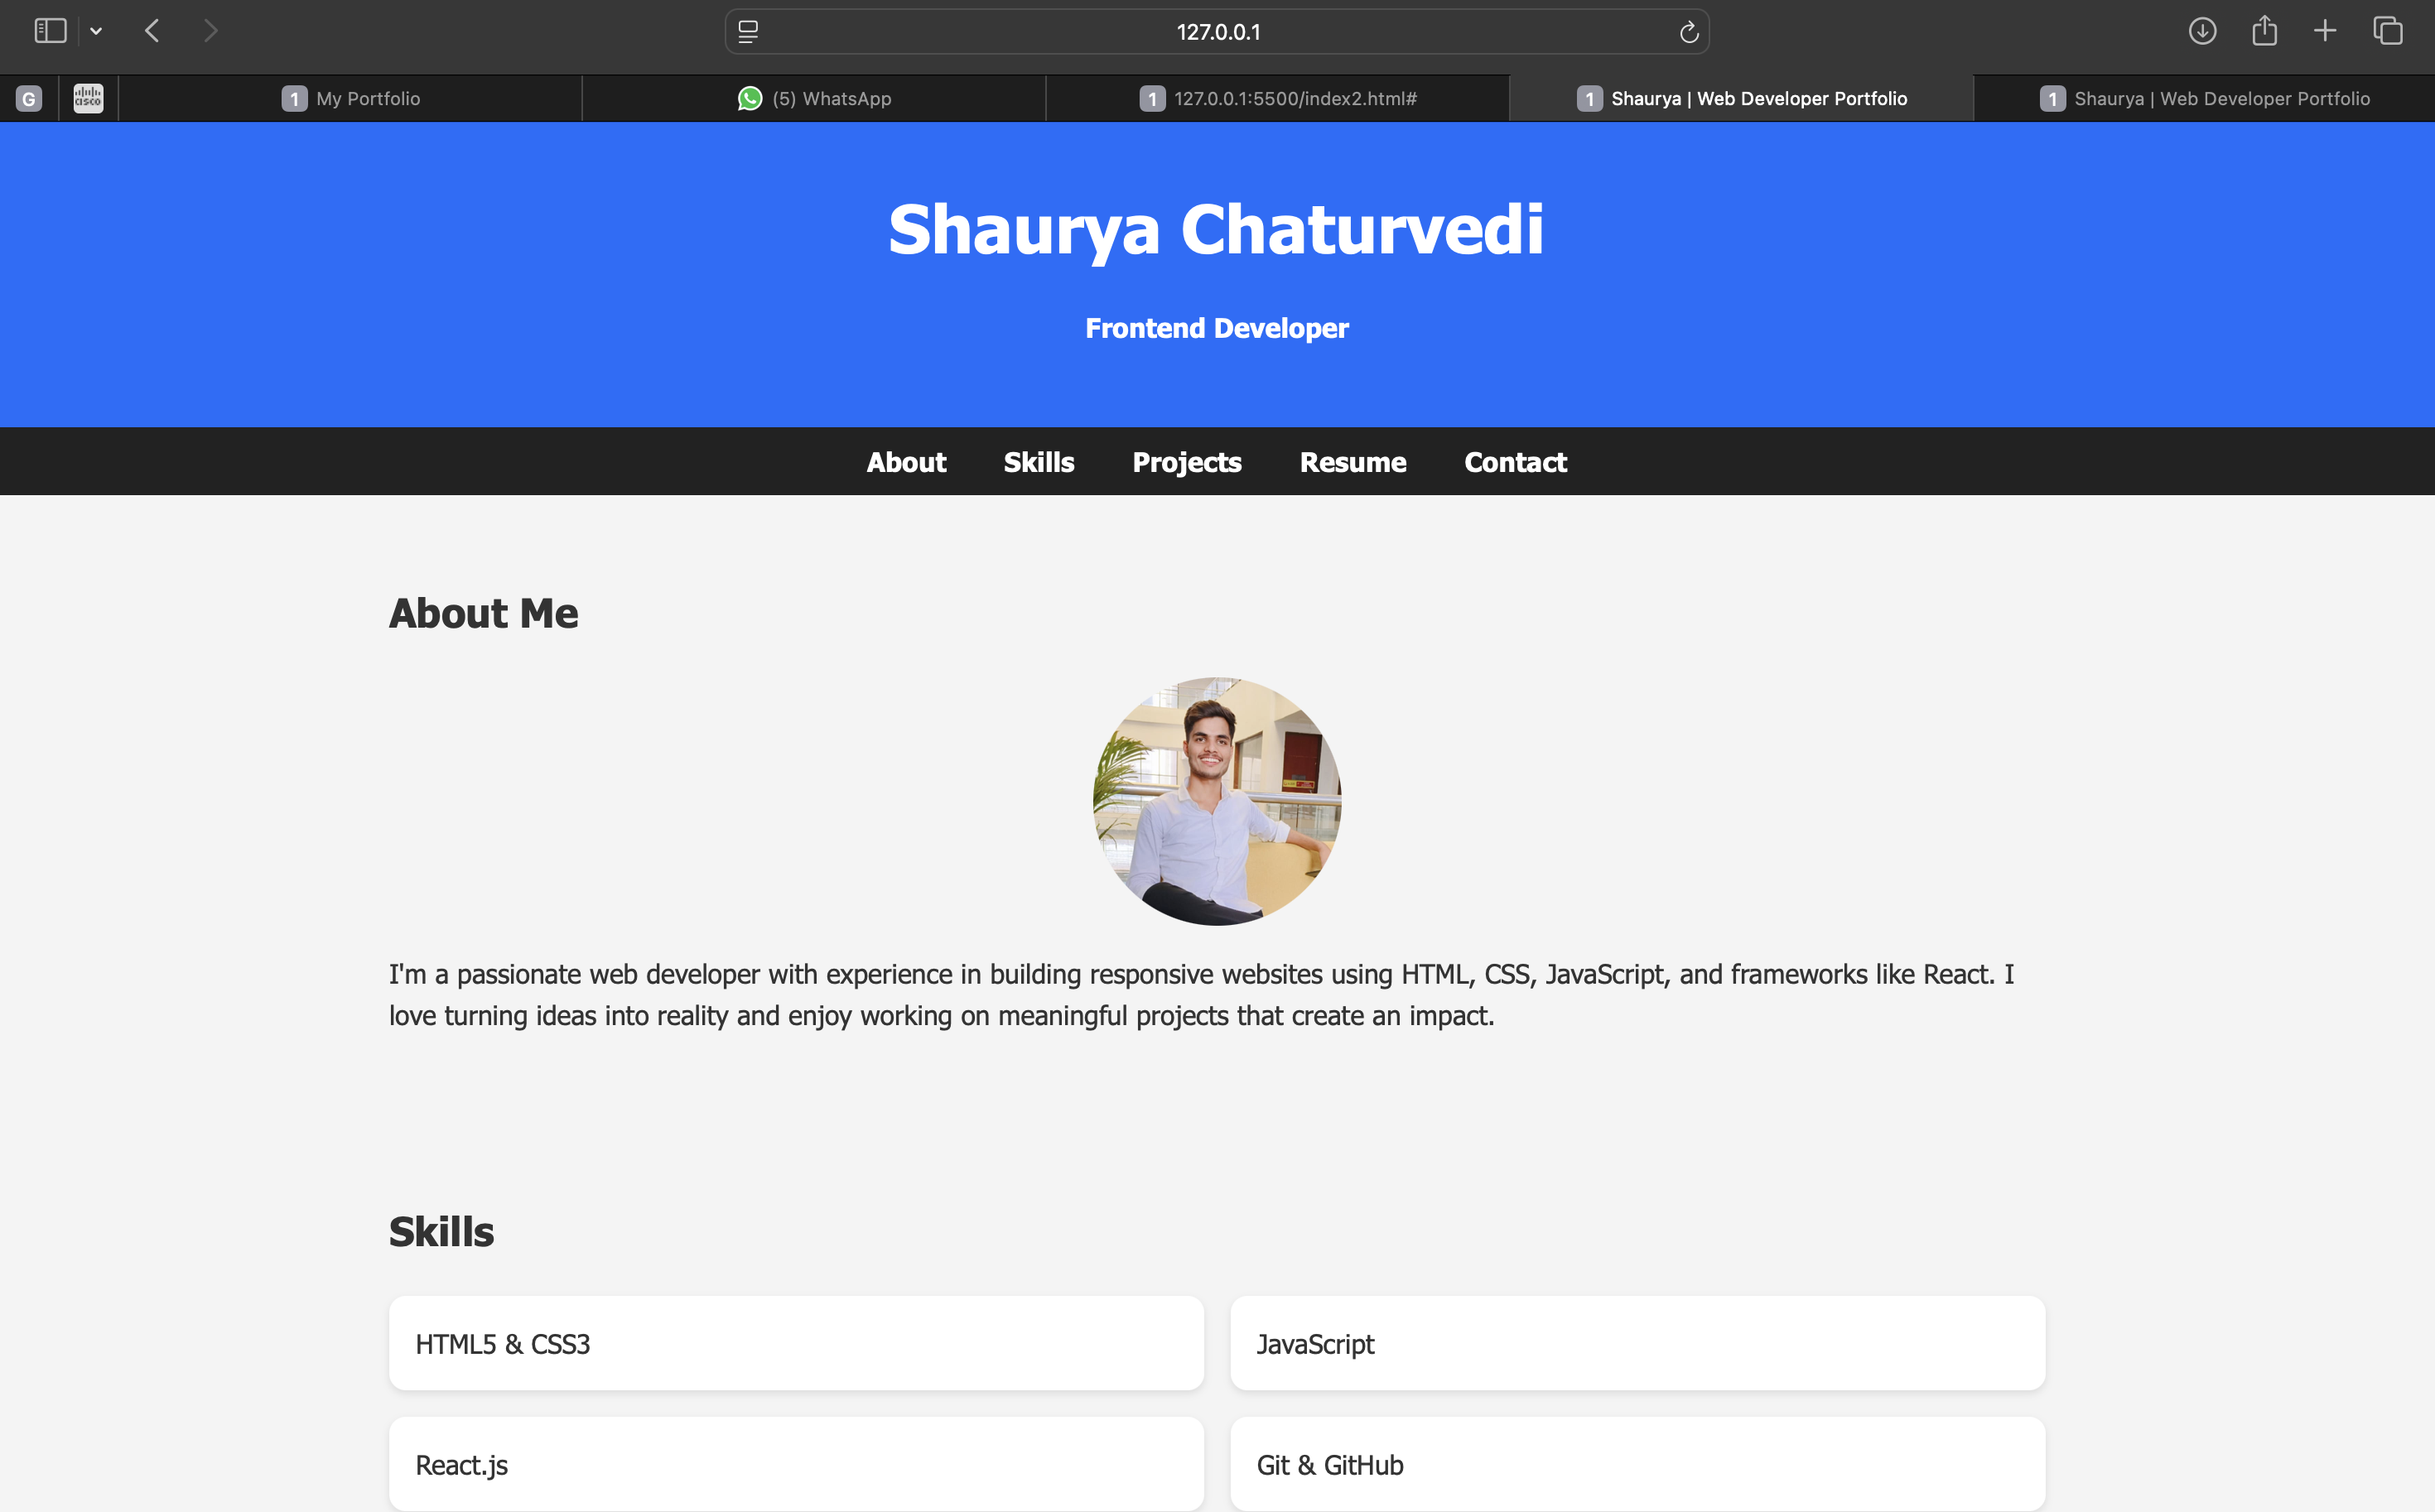 127.0.0.1
G
cisco
1 My Portfolio
(5) WhatsApp
1 127.0.0.1:5500/index2.html#
1 Shaurya | Web Developer Portfolio
1 Shaurya | Web Developer Portfolio
Shaurya Chaturvedi
Frontend Developer
About Skills Projects Resume Contact
About Me
I'm a passionate web developer with experience in building responsive websites using HTML, CSS, JavaScript, and frameworks like React. I
love turning ideas into reality and enjoy working on meaningful projects that create an impact.
Skills
HTML5 & CSS3
JavaScript
React.js
Git & GitHub